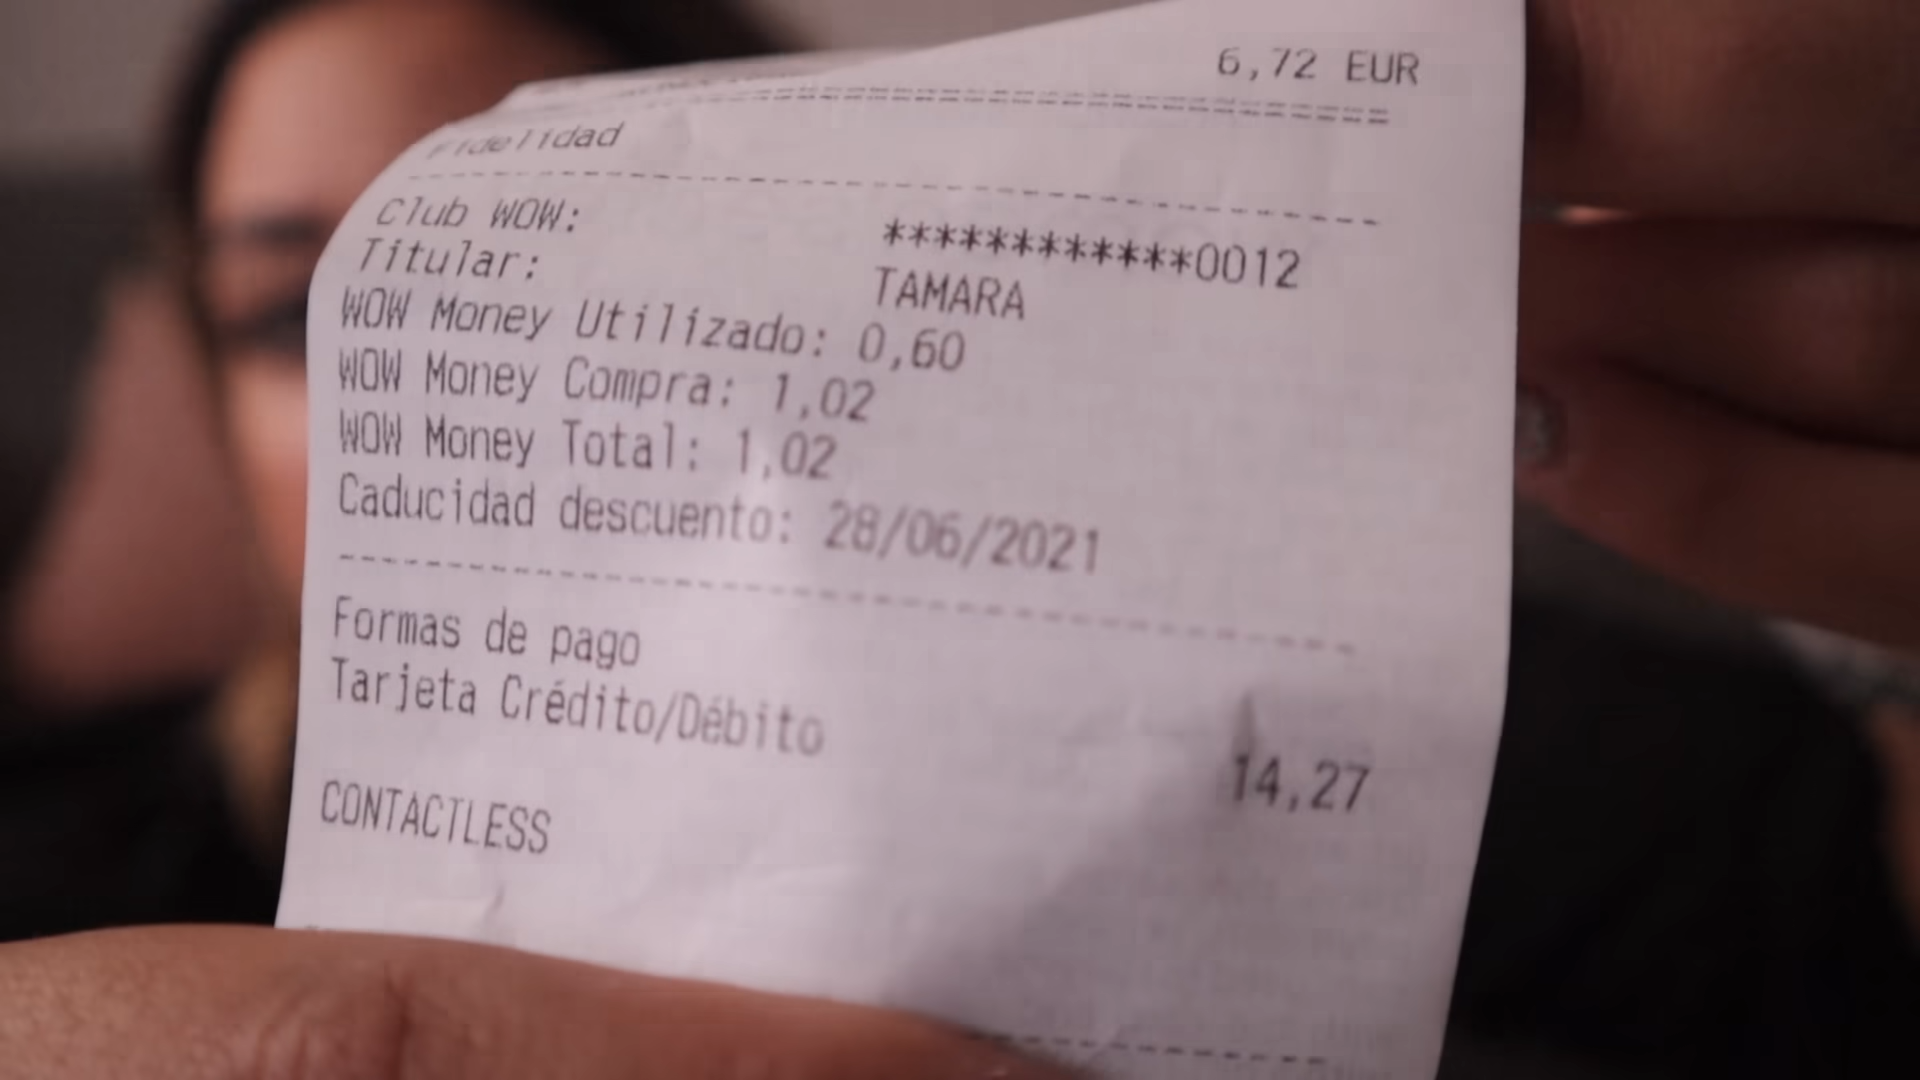 6,72 EUR
Fidelidad
Club WOW: ************0012
Titular: TAMARA
WOW Money Utilizado: 0,60
WOW Money Compra: 1,02
WOW Money Total: 1,02
Caducidad descuento: 28/06/2021
Formas de pago
Tarjeta Crédito/Débito 14,27
CONTACTLESS